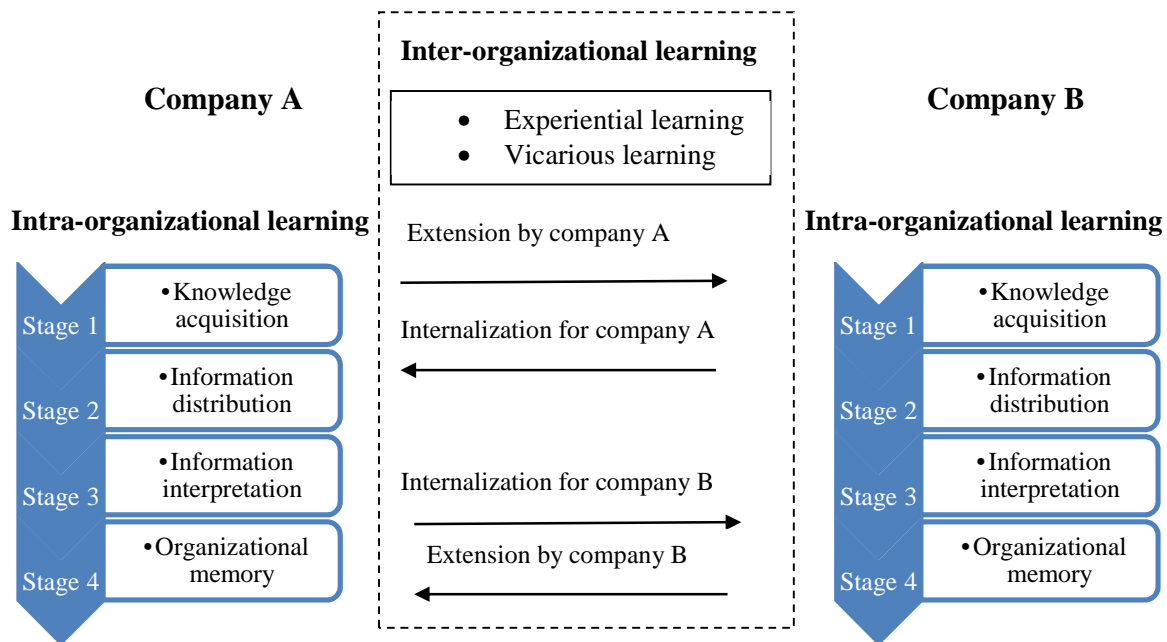 Inter-organizational learning
Company A
Company B
• Experiential learning
• Vicarious learning
Intra-organizational learning
Stage 1
•Knowledge
acquisition
Stage 2
•Information
distribution
Stage 3
•Information
interpretation
Stage 4
•Organizational
memory
Extension by company A
Internalization for company A
Internalization for company B
Extension by company B
Intra-organizational learning
Stage 1
•Knowledge
acquisition
Stage 2
•Information
distribution
Stage 3
•Information
interpretation
Stage 4
•Organizational
memory